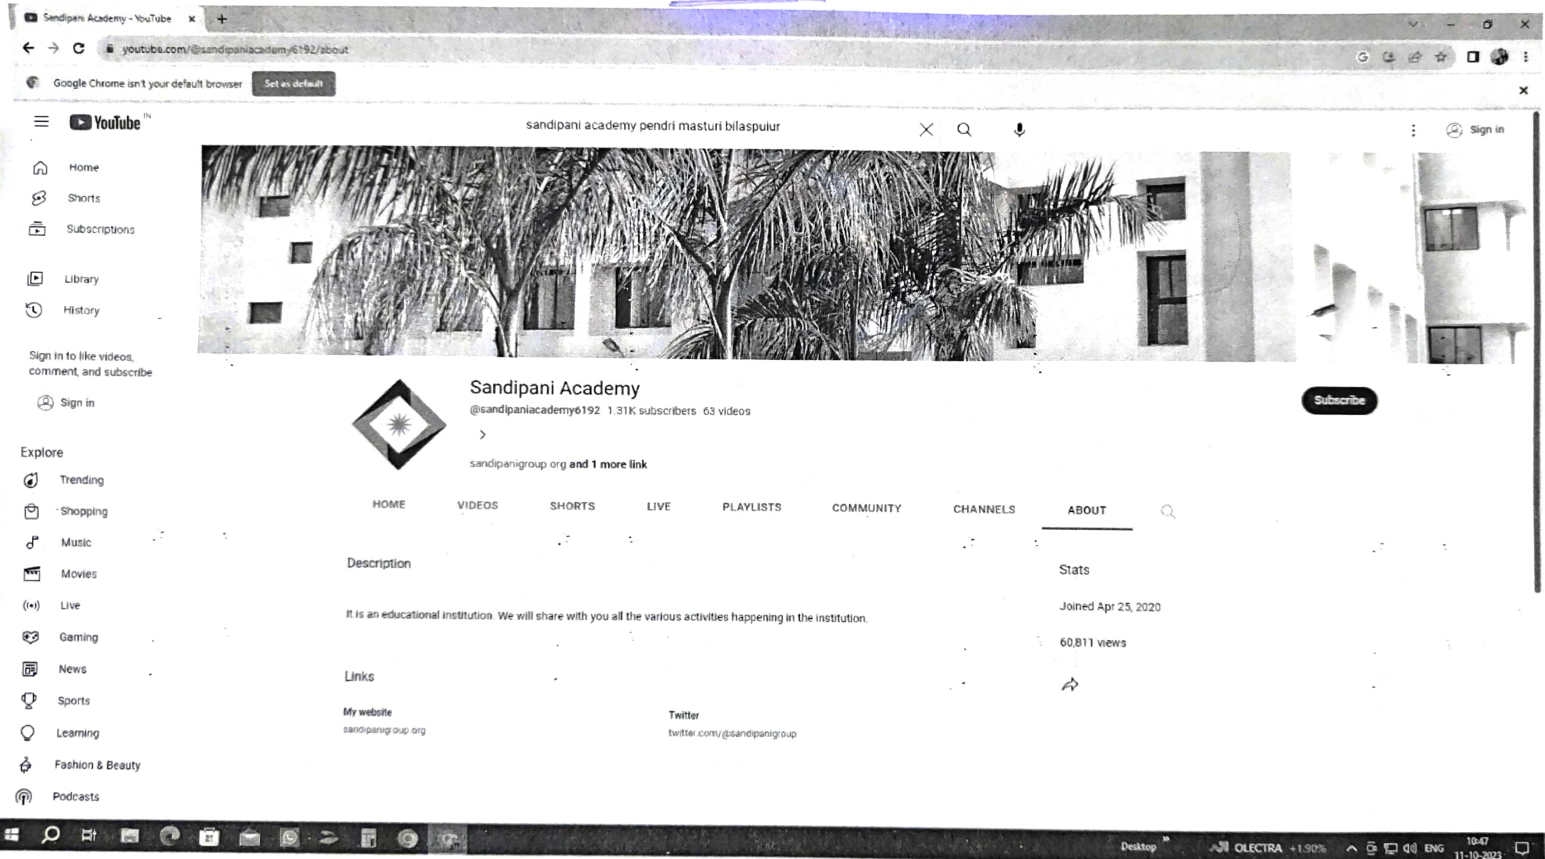 Sandipani Academy - YouTube
youtube.com/@sandipaniacademy6192/about
Google Chrome isn't your default browser Set as default
YouTube IN
sandipani academy pendri masturi bilaspuiur
Sign in
Home
Shorts
Subscriptions
Library
History
Sign in to like videos,
comment, and subscribe
Sign in
Explore
Trending
Shopping
Music
Movies
Live
Gaming
News
Sports
Learning
Fashion & Beauty
Podcasts
Sandipani Academy
@sandipaniacademy6192 1.31K subscribers 63 videos
sandipanigroup org and 1 more link
Subscribe
HOME VIDEOS SHORTS LIVE PLAYLISTS COMMUNITY CHANNELS ABOUT
Description
It is an educational institution. We will share with you all the various activities happening in the institution.
Links
My website
sandipanigroup org
Twitter
twitter.com/@sandipanigroup
Stats
Joined Apr 25, 2020
60,811 views
Desktop
OLECTRA +1.90%
ENG
10:47
11-10-2023